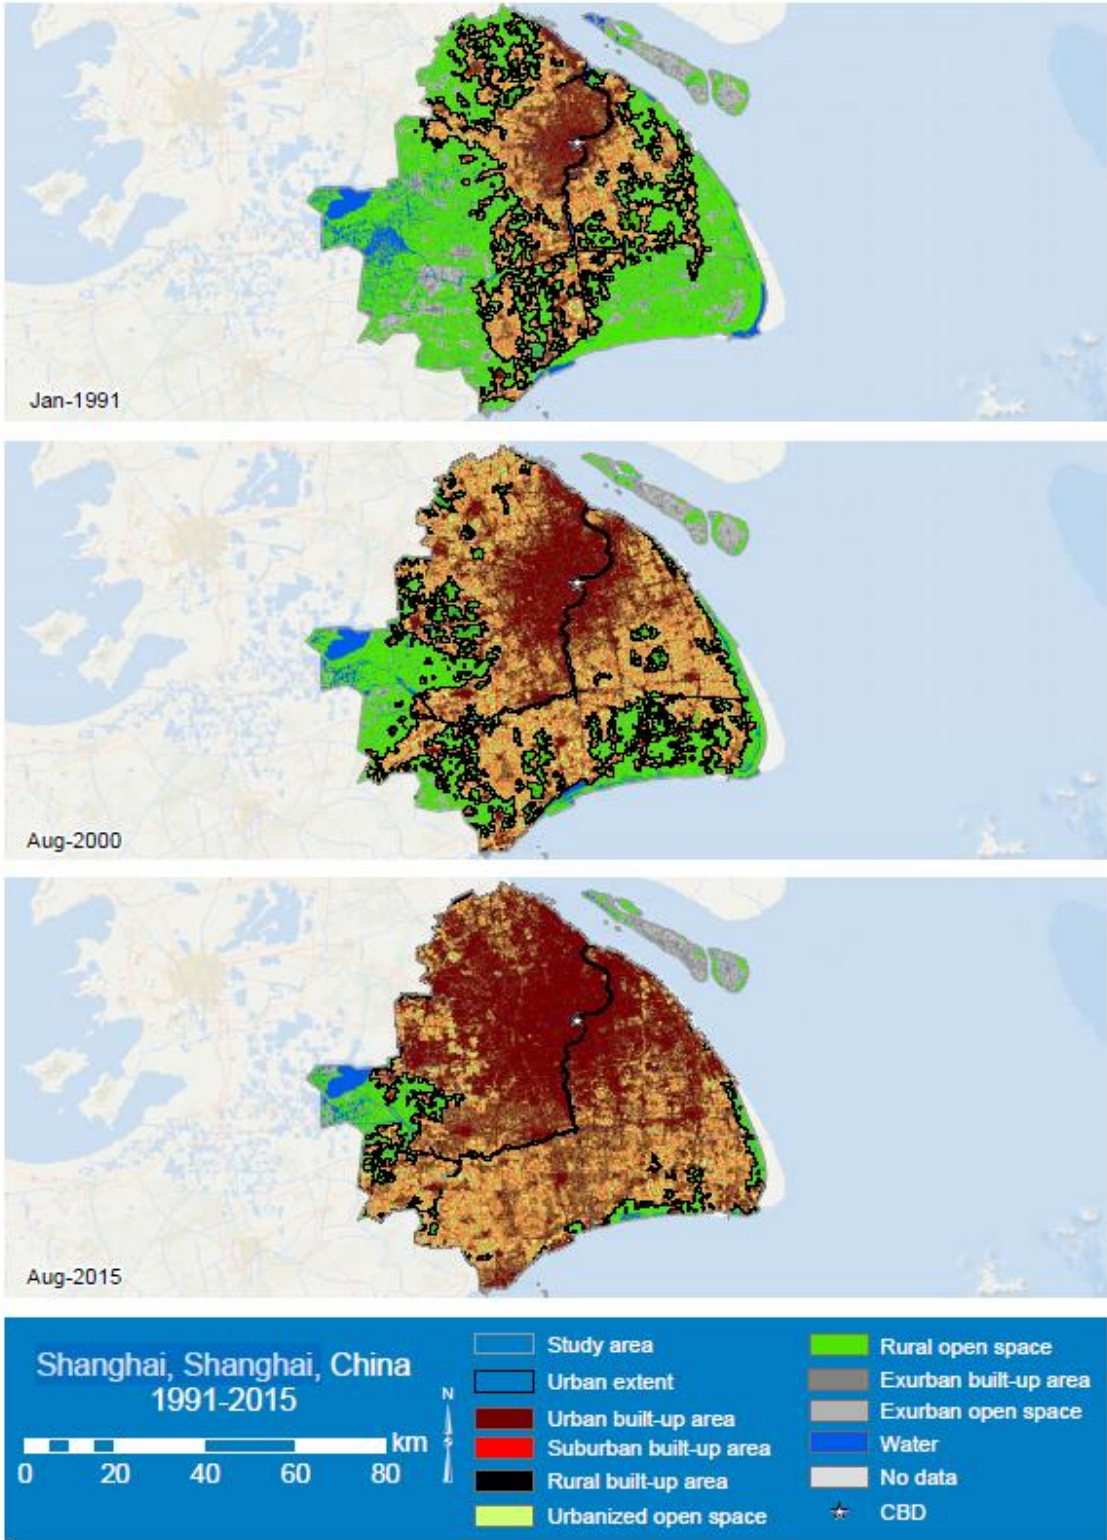 Jan-1991
Aug-2000
Aug-2015
Shanghai, Shanghai, China
1991-2015
km
0 20 40 60 80
N
Study area
Urban extent
Urban built-up area
Suburban built-up area
Rural built-up area
Urbanized open space
Rural open space
Exurban built-up area
Exurban open space
Water
No data
CBD